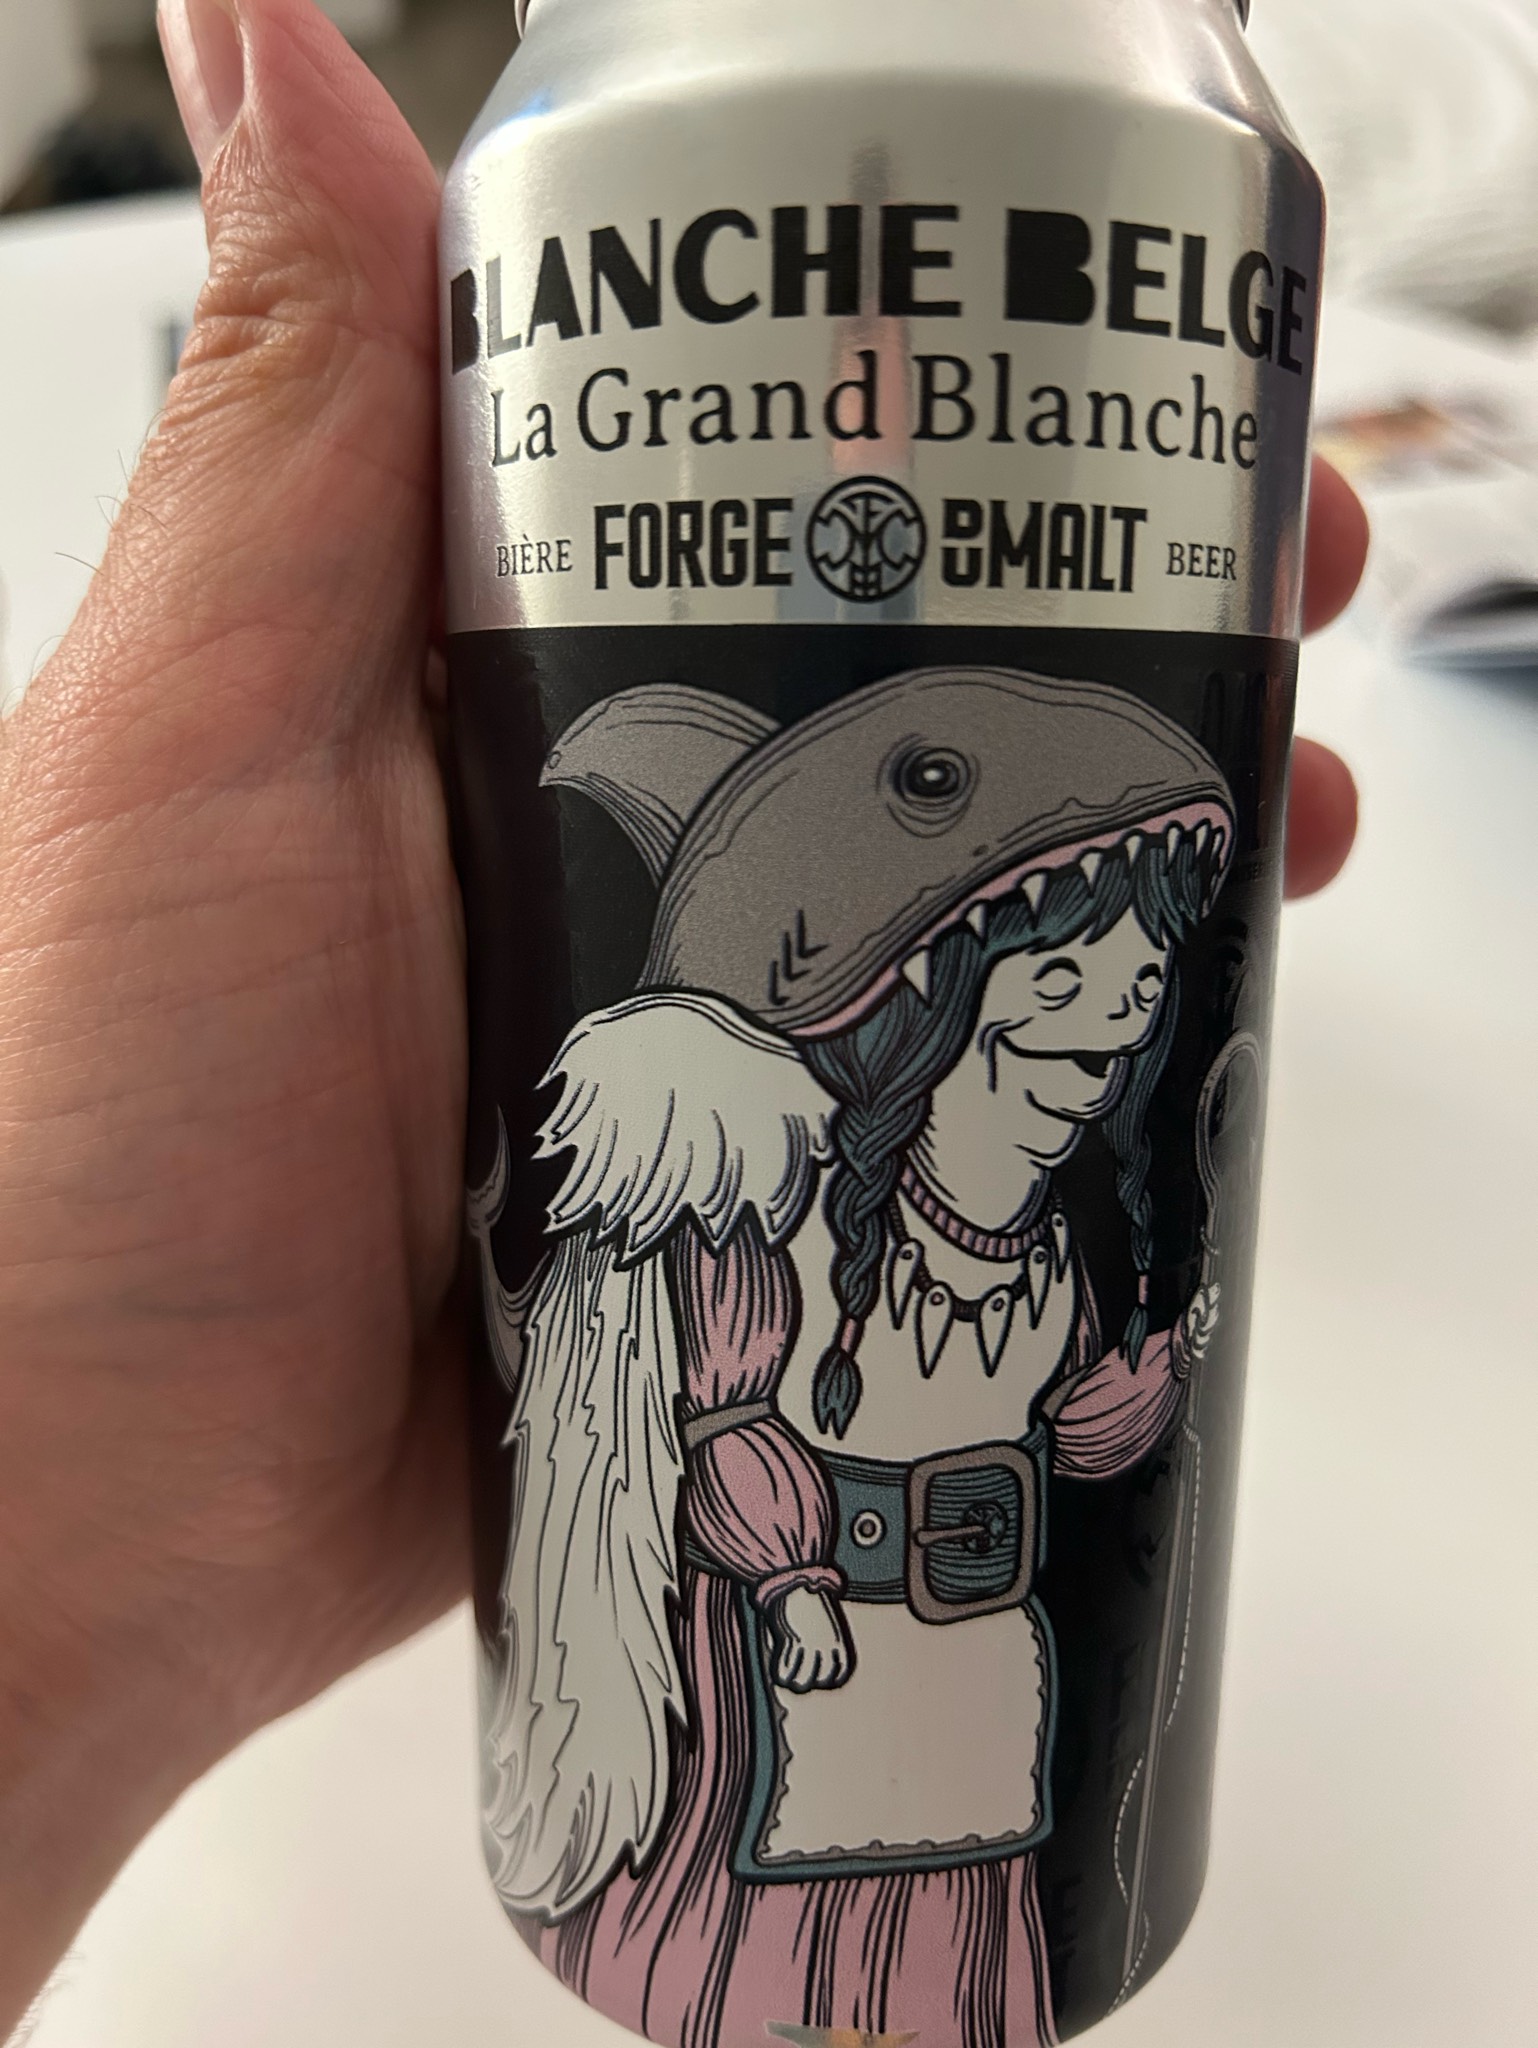 BLANCHE BELGE
La Grand Blanche
BIÈRE FORGE DU MALT BEER